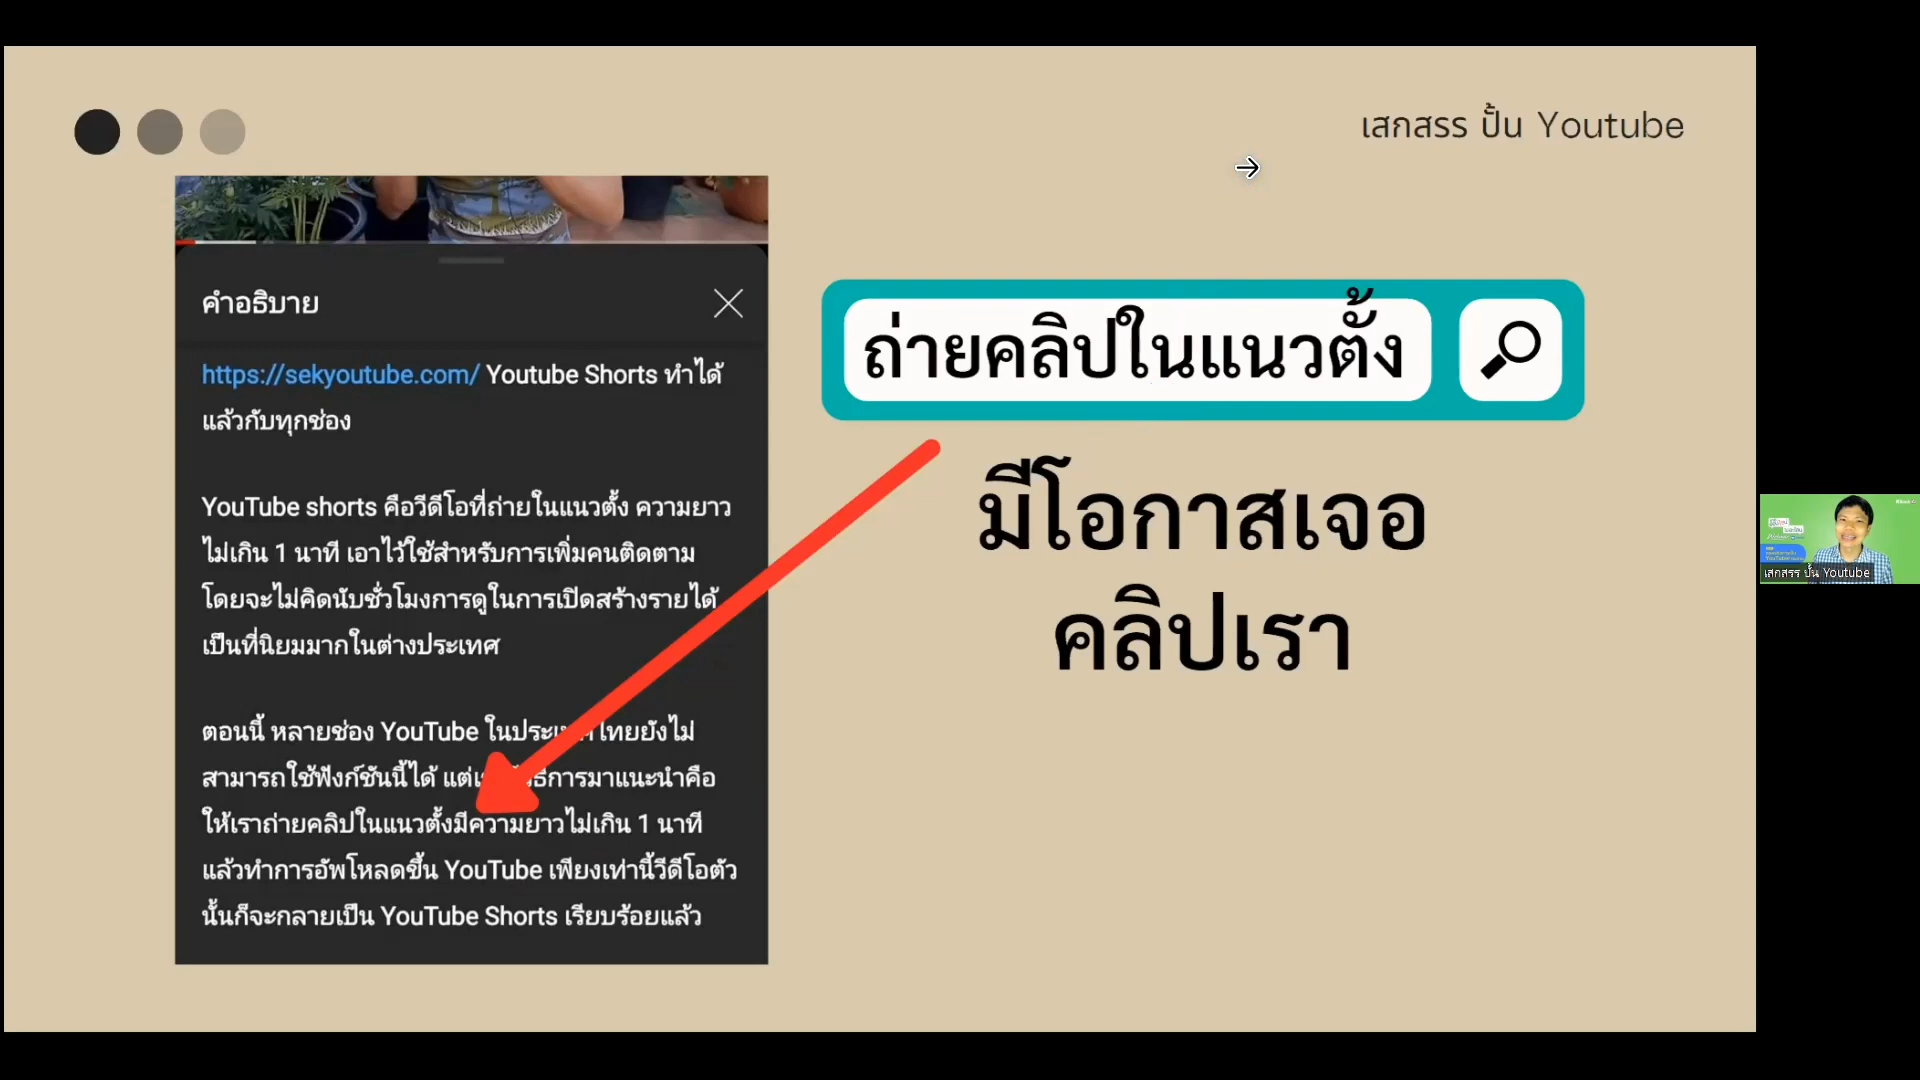 เสกสรร ปั้น Youtube
คำอธิบาย
https://sekyoutube.com/ Youtube Shorts ทำได้
แล้วกับทุกช่อง
YouTube shorts คือวีดีโอที่ถ่ายในแนวตั้ง ความยาว
ไม่เกิน 1 นาที เอาไว้ใช้สำหรับการเพิ่มคนติดตาม
โดยจะไม่คิดนับชั่วโมงการดูในการเปิดสร้างรายได้
เป็นที่นิยมมากในต่างประเทศ
ตอนนี้ หลายช่อง YouTube ในประเทศไทยยังไม่
สามารถใช้ฟังก์ชันนี้ได้ วิธีการมาแนะนำคือ
ให้เราถ่ายคลิปในแนวตั้งมีความยาวไม่เกิน 1 นาที
แล้วทำการอัพโหลดขึ้น YouTube เพียงเท่านี้วีดีโอตัว
นั้นก็จะกลายเป็น YouTube Shorts เรียบร้อยแล้ว
ถ่ายคลิปในแนวตั้ง
มีโอกาสเจอ
คลิปเรา
เสกสรร ปั้น Youtube